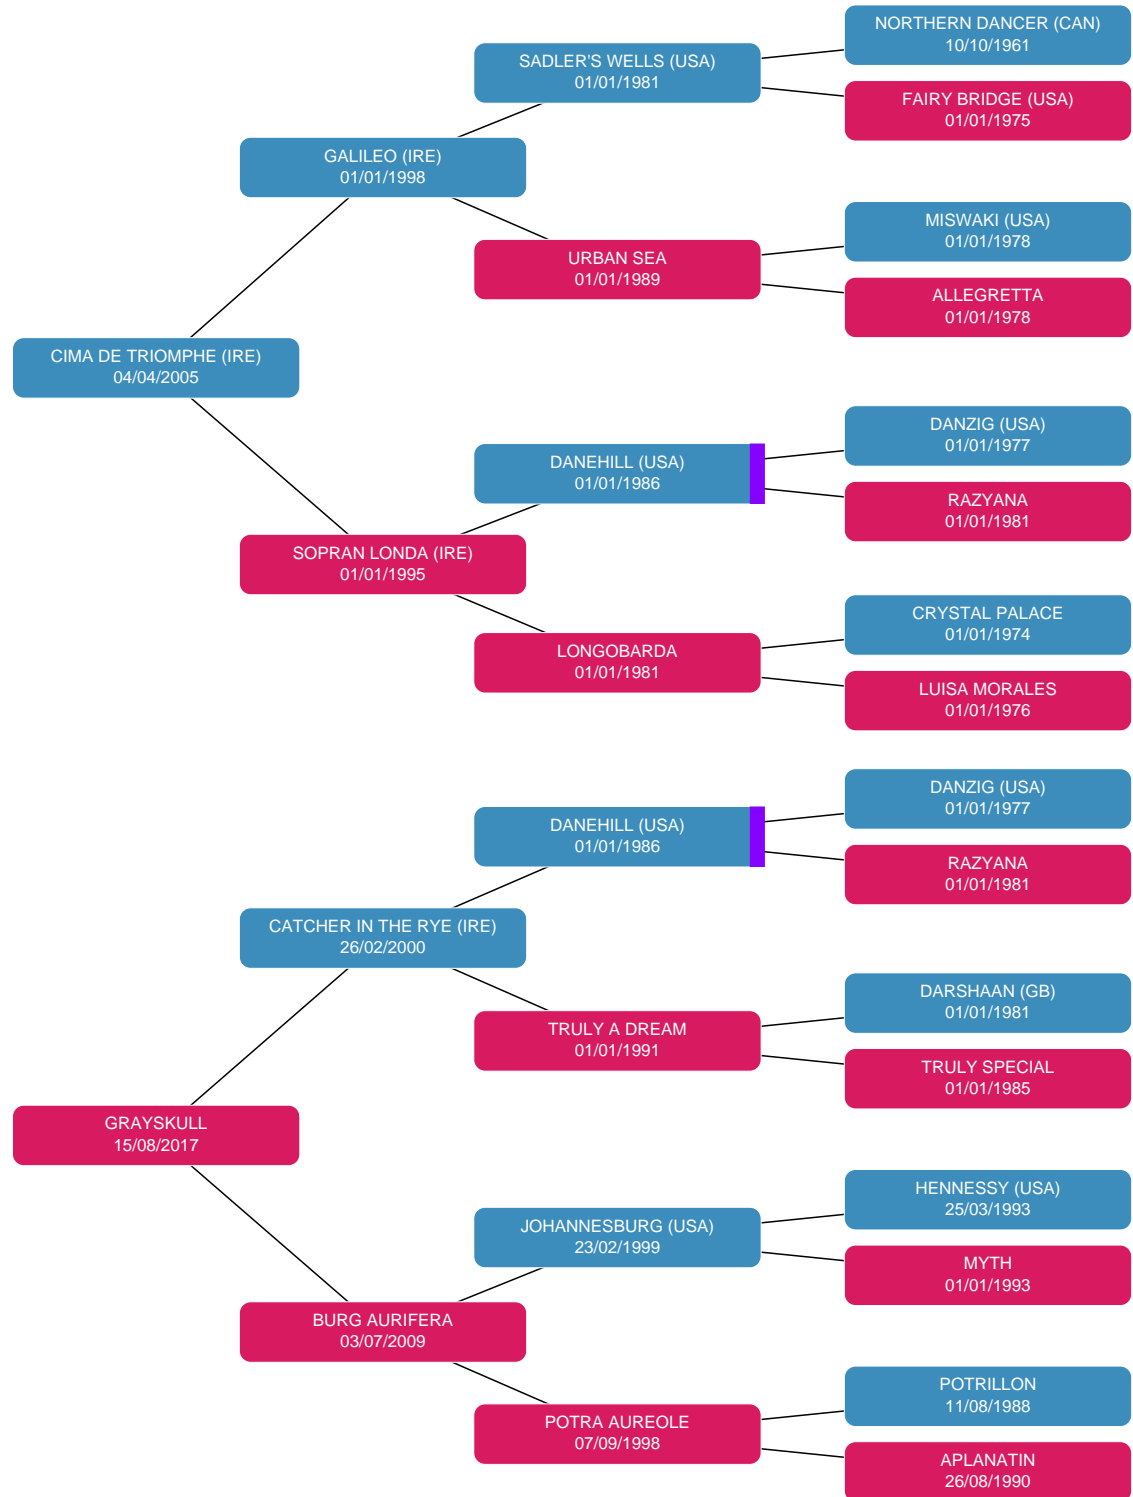 NORTHERN DANCER (CAN)
10/10/1961
SADLER'S WELLS (USA)
01/01/1981
FAIRY BRIDGE (USA)
01/01/1975
GALILEO (IRE)
01/01/1998
MISWAKI (USA)
01/01/1978
URBAN SEA
01/01/1989
ALLEGRETTA
01/01/1978
CIMA DE TRIOMPHE (IRE)
04/04/2005
DANZIG (USA)
01/01/1977
DANEHILL (USA)
01/01/1986
RAZYANA
01/01/1981
SOPRAN LONDA (IRE)
01/01/1995
CRYSTAL PALACE
01/01/1974
LONGOBARDA
01/01/1981
LUISA MORALES
01/01/1976
DANZIG (USA)
01/01/1977
DANEHILL (USA)
01/01/1986
RAZYANA
01/01/1981
CATCHER IN THE RYE (IRE)
26/02/2000
DARSHAAN (GB)
01/01/1981
TRULY A DREAM
01/01/1991
TRULY SPECIAL
01/01/1985
GRAYSKULL
15/08/2017
HENNESSY (USA)
25/03/1993
JOHANNESBURG (USA)
23/02/1999
MYTH
01/01/1993
BURG AURIFERA
03/07/2009
POTRILLON
11/08/1988
POTRA AUREOLE
07/09/1998
APLANATIN
26/08/1990